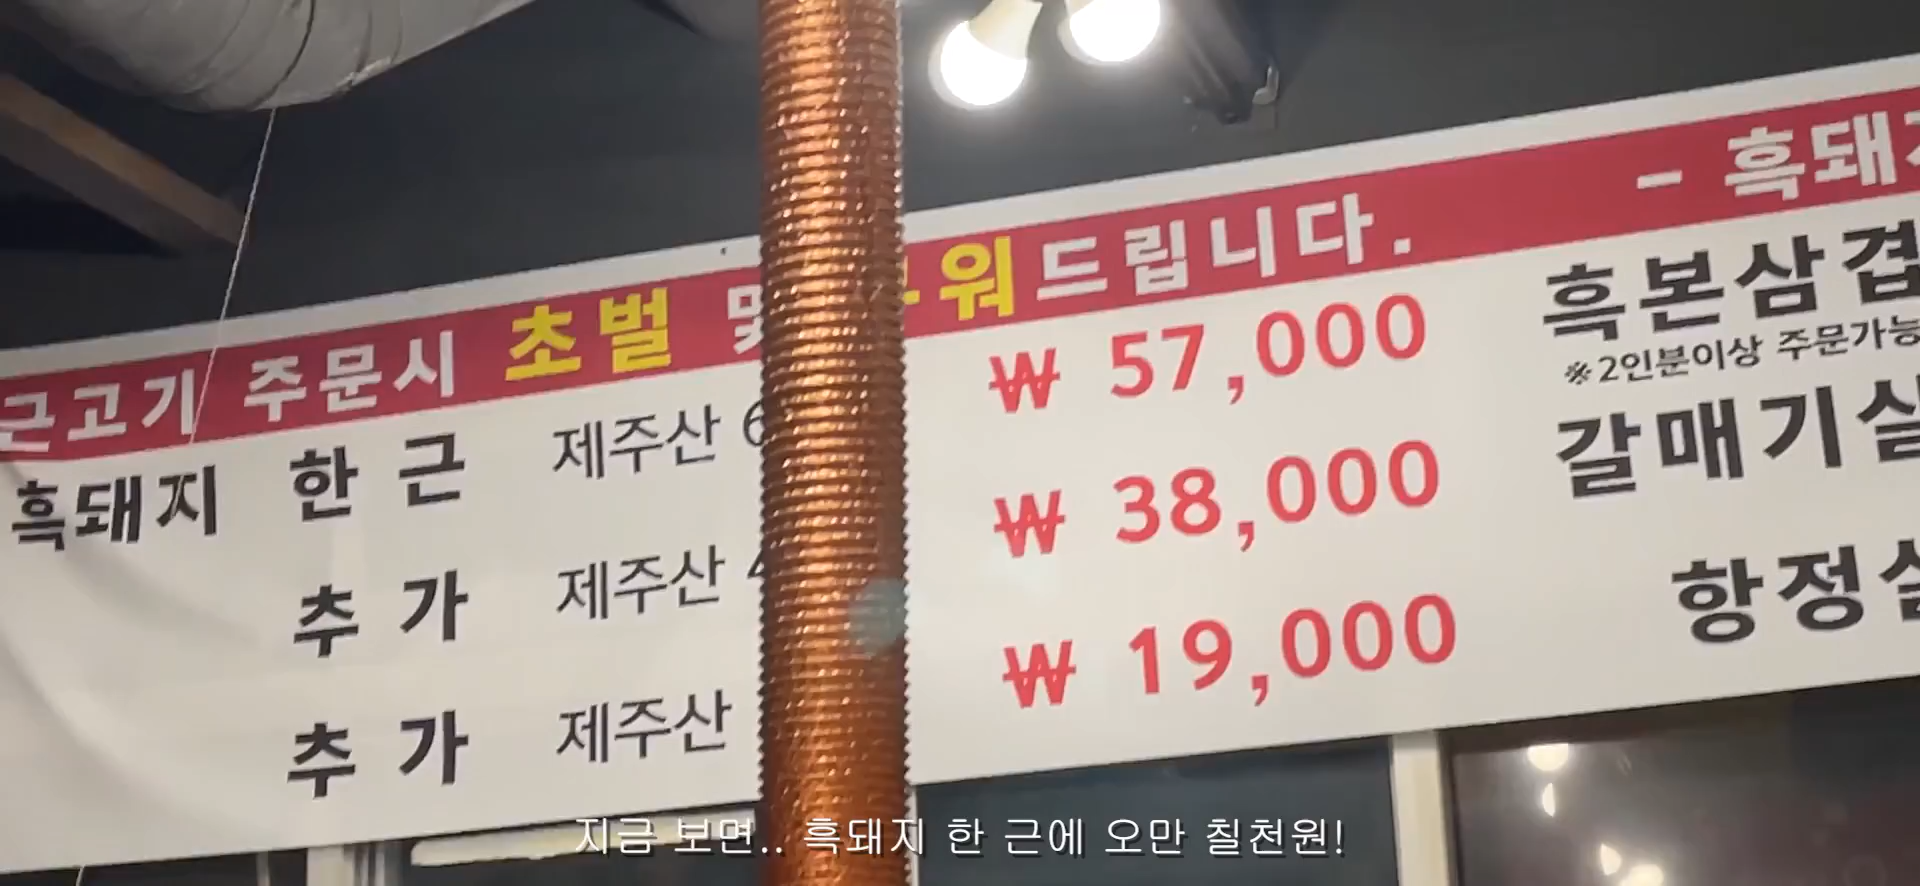 근고기 주문시 초벌 및 드립니다.
흑돼지 한 근 제주산 ₩ 57,000
추 가 제주산 ₩ 38,000
추 가 제주산 ₩ 19,000
- 흑돼지
흑본삼겹
※2인분이상 주문가능
갈매기살
항정살
지금 보면.. 흑돼지 한 근에 오만 칠천원!